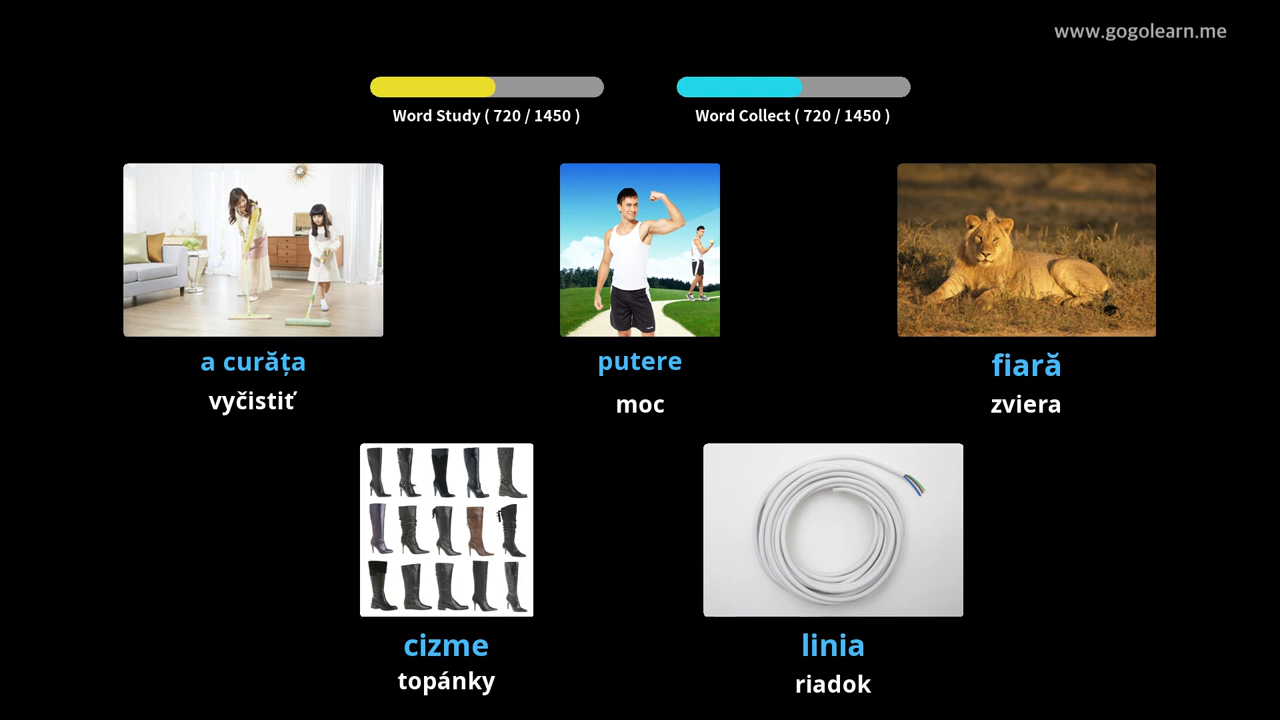 www.gogolearn.me
Word Study ( 720 / 1450 )
Word Collect ( 720 / 1450 )
a curăța
vyčistiť
putere
moc
fiară
zviera
cizme
topánky
linia
riadok